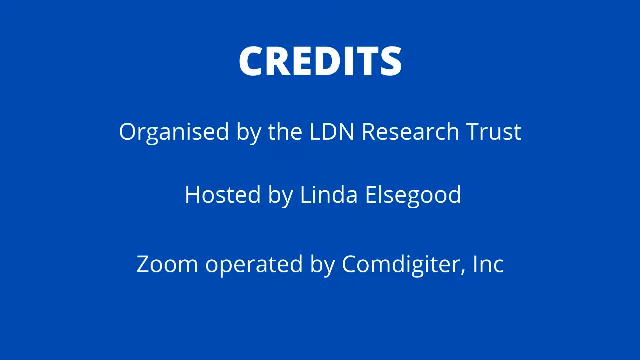 CREDITS
Organised by the LDN Research Trust
Hosted by Linda Elsegood
Zoom operated by Comdigiter, Inc